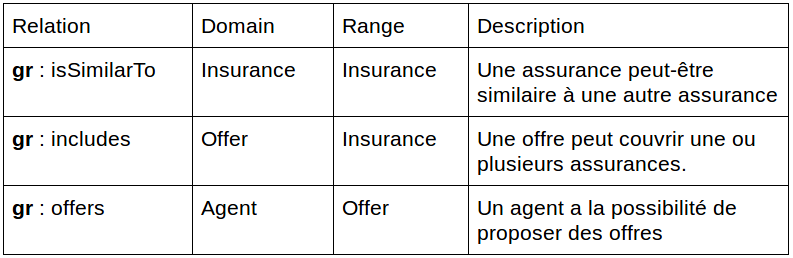 Relation Domain Range Description
gr : isSimilarTo Insurance Insurance Une assurance peut-être
similaire à une autre assurance
gr : includes Offer Insurance Une offre peut couvrir une ou
plusieurs assurances.
gr : offers Agent Offer Un agent a la possibilité de
proposer des offres